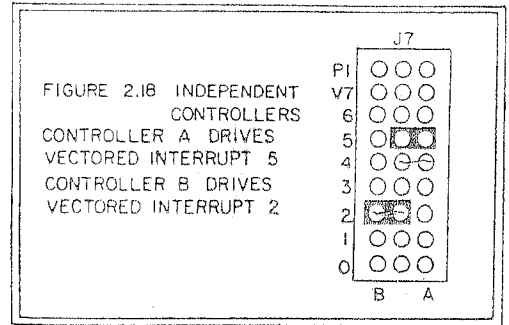 FIGURE 2.18 INDEPENDENT
CONTROLLERS
CONTROLLER A DRIVES
VECTORED INTERRUPT 5
CONTROLLER B DRIVES
VECTORED INTERRUPT 2
J7
PI
V7
6
5
4
3
2
1
0
B A